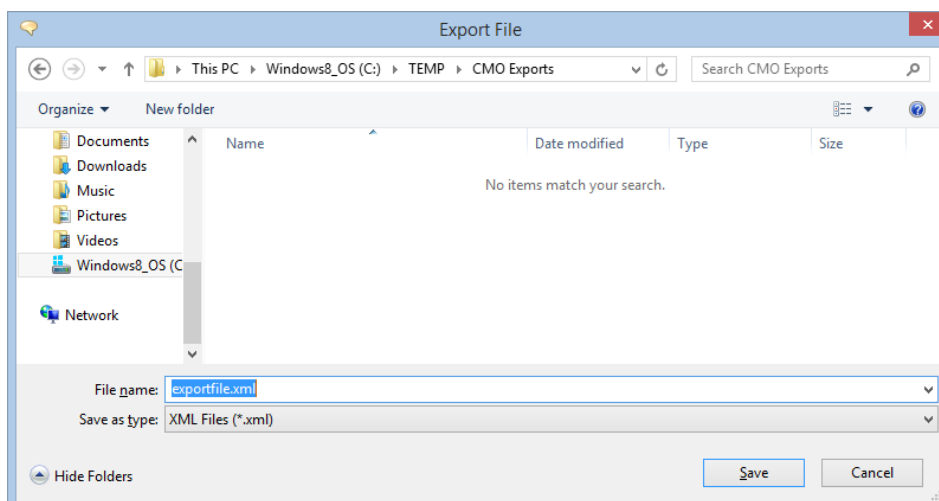 Export File
This PC Windows8_OS (C:) TEMP CMO Exports Search CMO Exports
Organize New folder
Name Date modified Type Size
Documents
Downloads
Music
Pictures
Videos
Windows8_OS (C
Network
No items match your search.
File name: exportfile.xml
Save as type: XML Files (*.xml)
Hide Folders Save Cancel